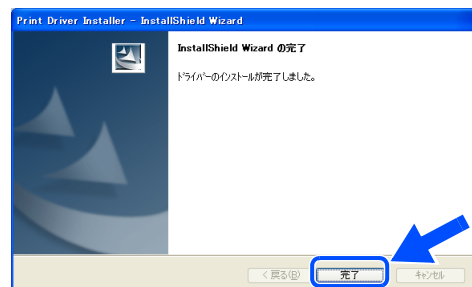 Print Driver Installer - InstallShield Wizard
InstallShield Wizard の完了
ﾄﾞﾗｲﾊﾞｰのｲﾝｽﾄｰﾙが完了しました。
< 戻る(B)
完了
ｷｬﾝｾﾙ